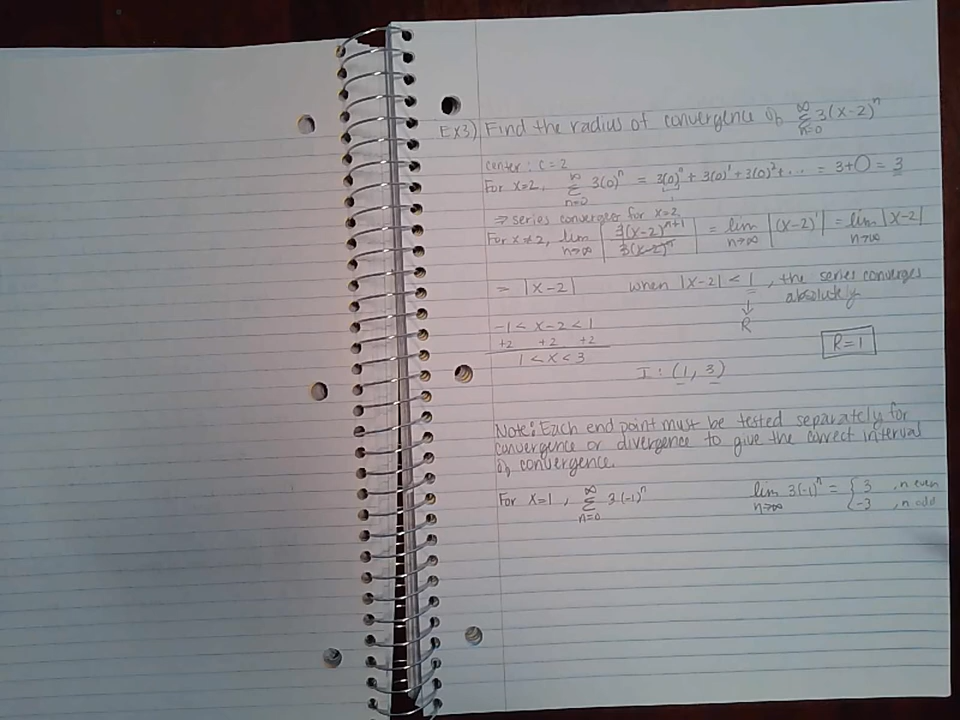 Ex3) Find the radius of convergence of ∞ Σ n=0 3(x-2)^n
center: c=2
For x=2, ∞ Σ n=0 3(0)^n = 3(0)^0 + 3(0)^1 + 3(0)^2 + ... = 3+0 = 3
⇒ series converges for x=2.
For x≠2, lim n→∞ |3(x-2)^(n+1) / 3(x-2)^n| = lim n→∞ |(x-2)^1| = lim n→∞ |x-2|
= |x-2| when |x-2| < 1, the series converges absolutely
↓
R
-1 < x-2 < 1
+2 +2 +2
R=1
1 < x < 3
I: (1, 3)
Note: Each end point must be tested separately for
convergence or divergence to give the correct interval
of convergence.
For x=1, ∞ Σ n=0 3(-1)^n lim n→∞ 3(-1)^n = { 3, n even
-3, n odd